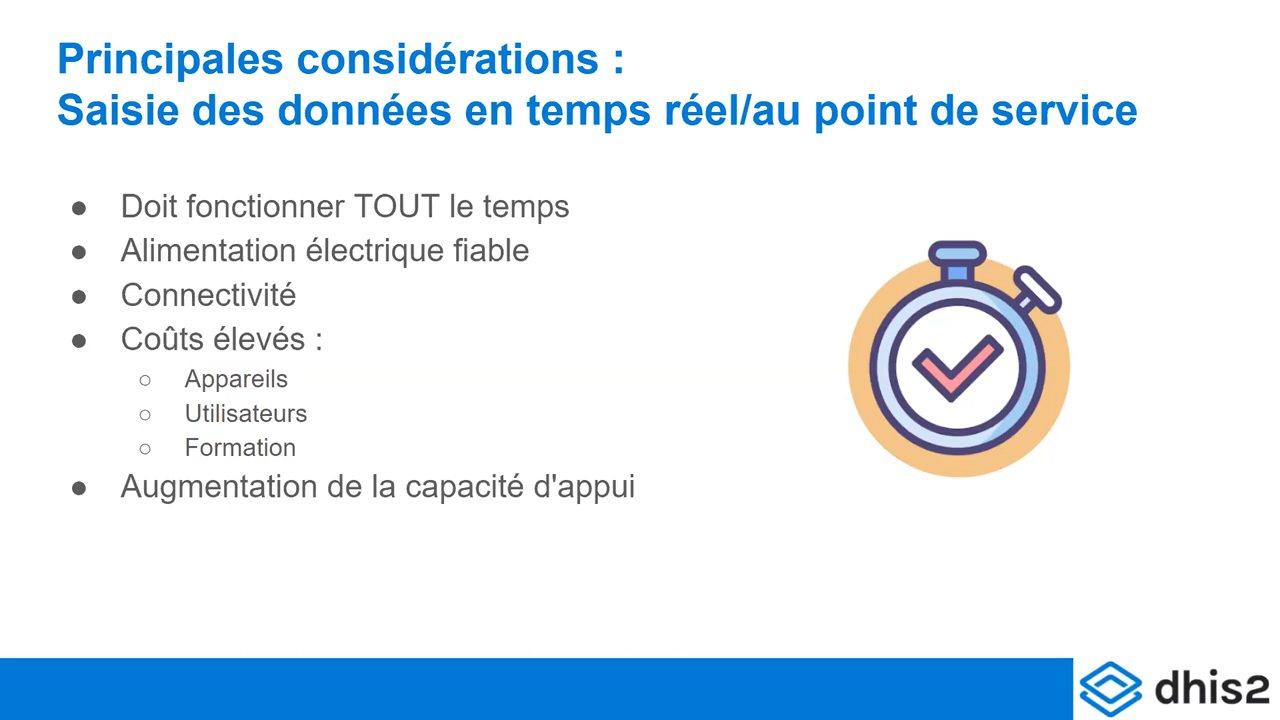 Principales considérations :
Saisie des données en temps réel/au point de service
● Doit fonctionner TOUT le temps
● Alimentation électrique fiable
● Connectivité
● Coûts élevés :
○ Appareils
○ Utilisateurs
○ Formation
● Augmentation de la capacité d'appui
dhis2